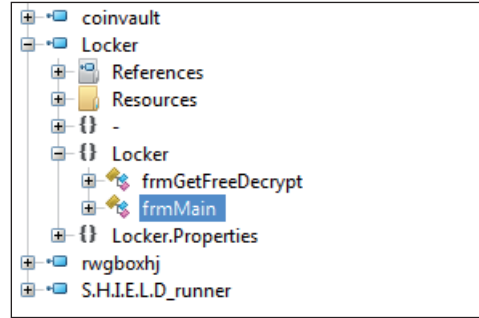 coinvault
Locker
References
Resources
{} -
{} Locker
frmGetFreeDecrypt
frmMain
{} Locker.Properties
rwgboxhj
S.H.I.E.L.D_runner